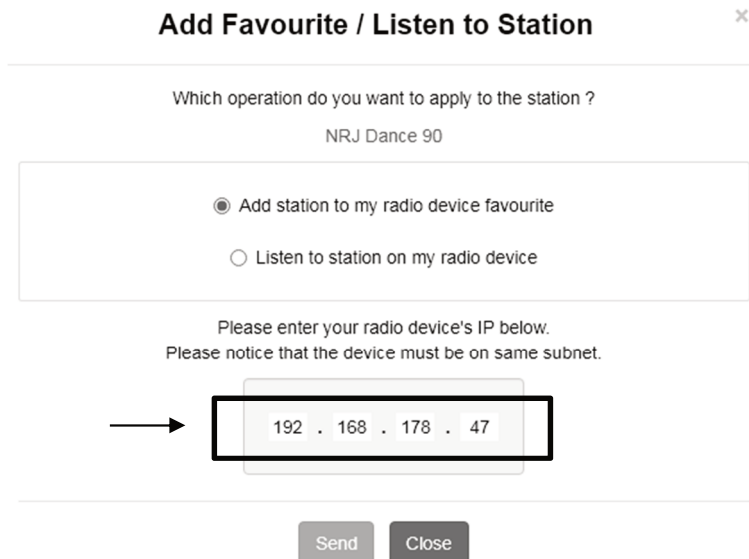 Add Favourite / Listen to Station
×
Which operation do you want to apply to the station ?
NRJ Dance 90
Add station to my radio device favourite
Listen to station on my radio device
Please enter your radio device's IP below.
Please notice that the device must be on same subnet.
192 . 168 . 178 . 47
Send Close